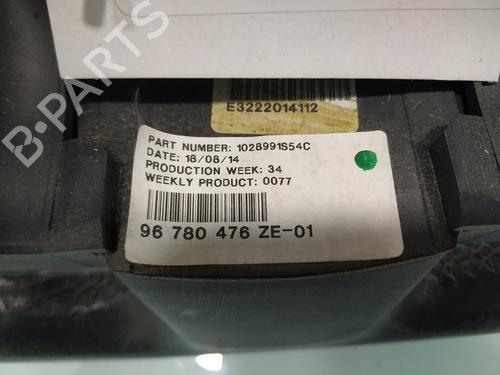 B-PARTS
E3222014112
PART NUMBER: 1028991S54C
DATE: 18/08/14
PRODUCTION WEEK: 34
WEEKLY PRODUCT: 0077
96 780 476 ZE-01